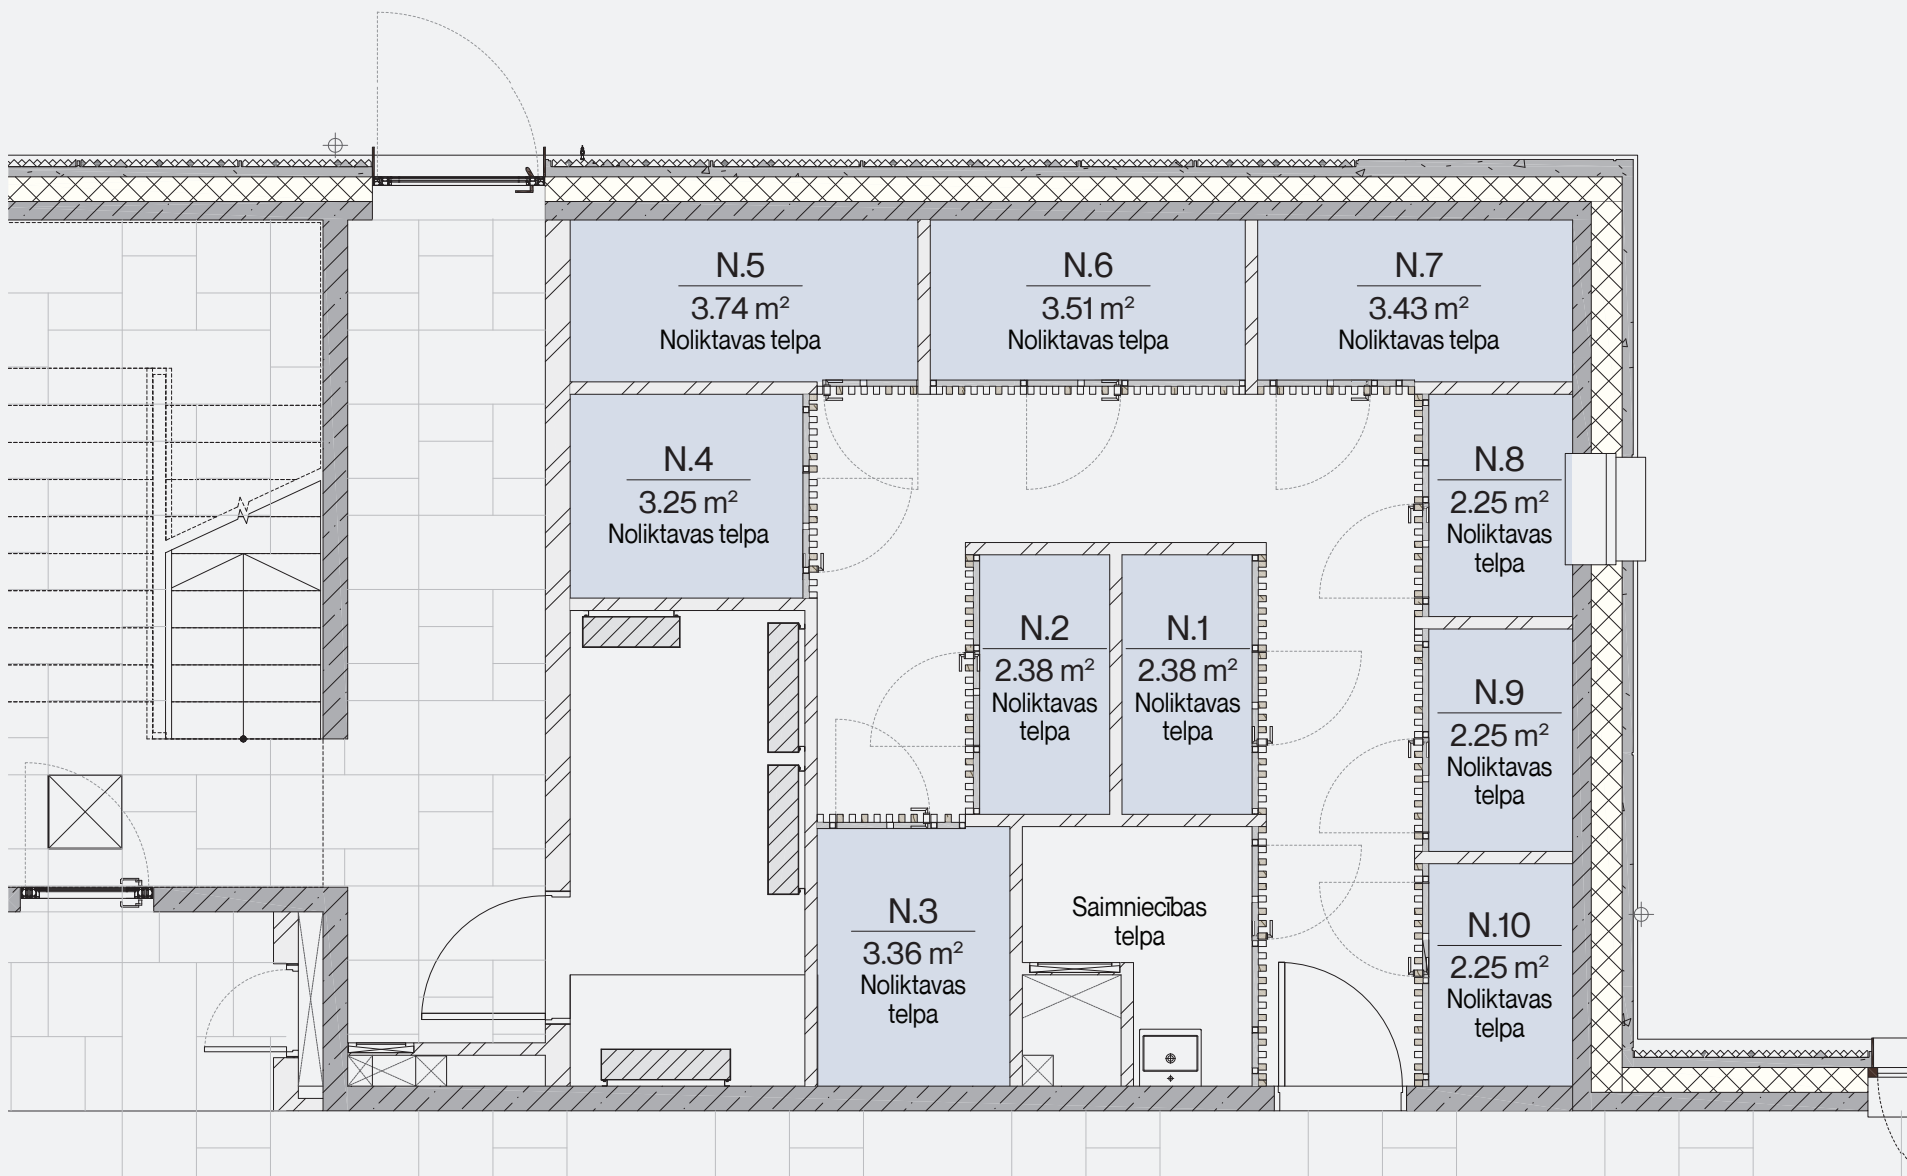 N.5
3.74 m²
Noliktavas telpa
N.6
3.51 m²
Noliktavas telpa
N.7
3.43 m²
Noliktavas telpa
N.4
3.25 m²
Noliktavas telpa
N.8
2.25 m²
Noliktavas
telpa
N.2
2.38 m²
Noliktavas
telpa
N.1
2.38 m²
Noliktavas
telpa
N.9
2.25 m²
Noliktavas
telpa
N.3
3.36 m²
Noliktavas
telpa
Saimniecības
telpa
N.10
2.25 m²
Noliktavas
telpa